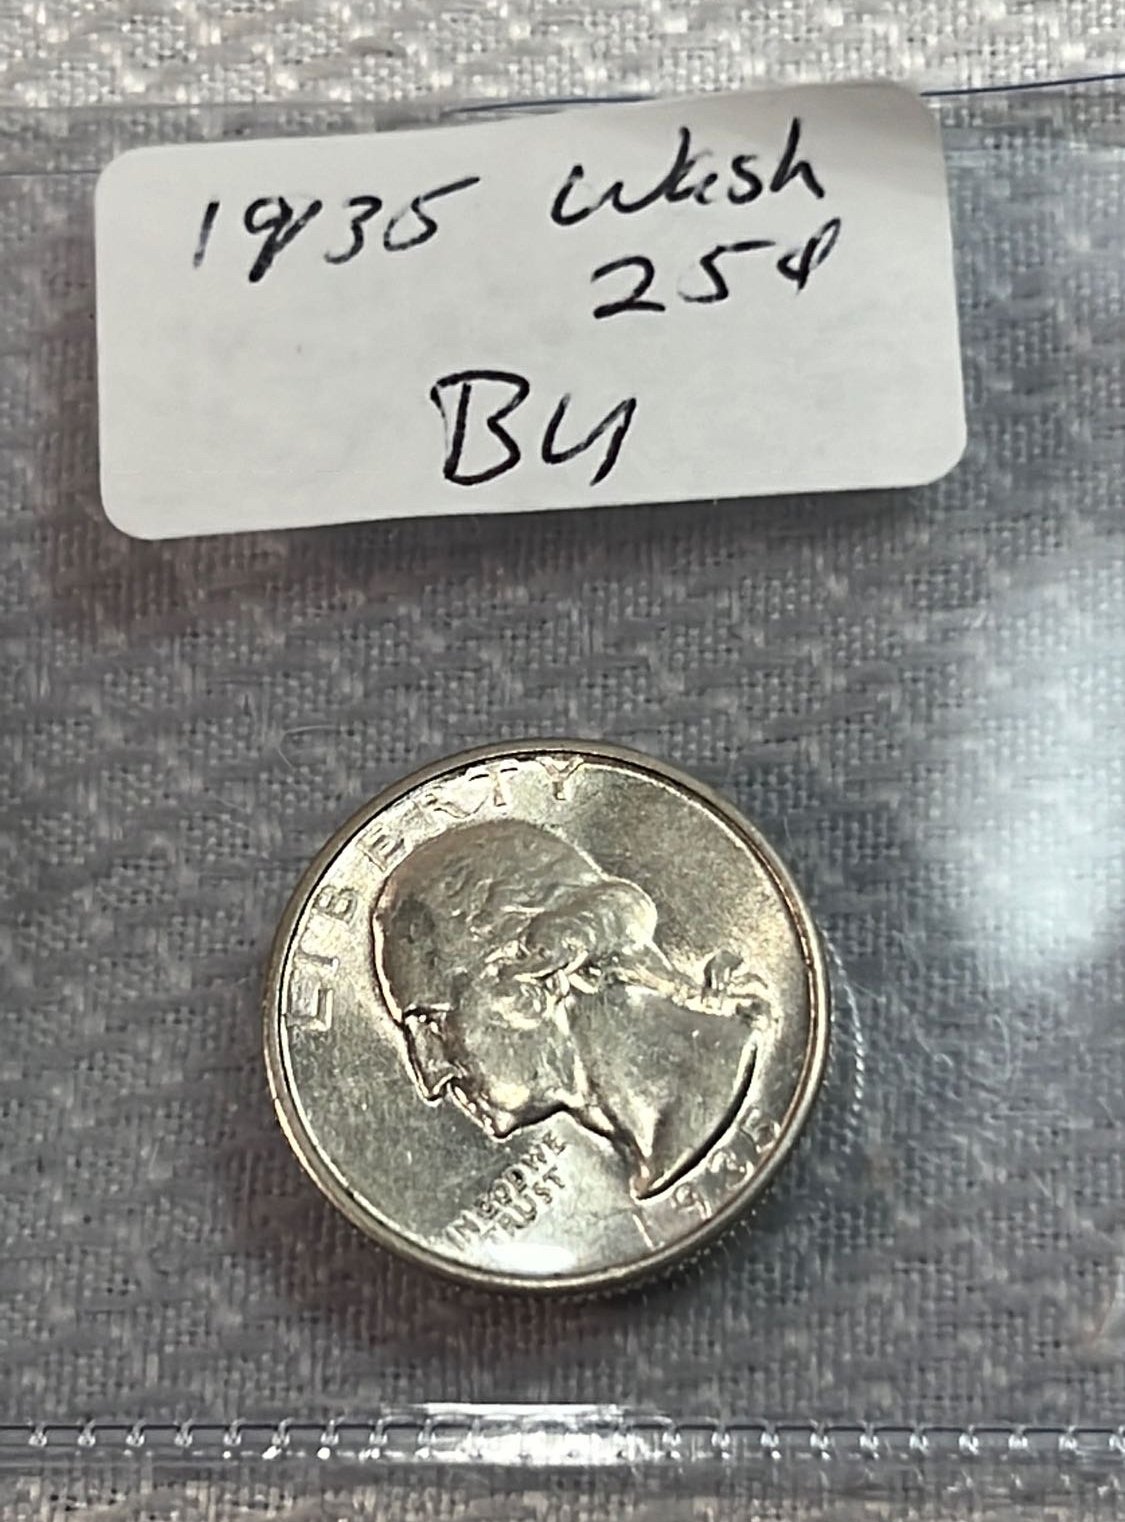 1935 Wash
25¢
BU
LIBERTY
IN GOD WE
TRUST
1935